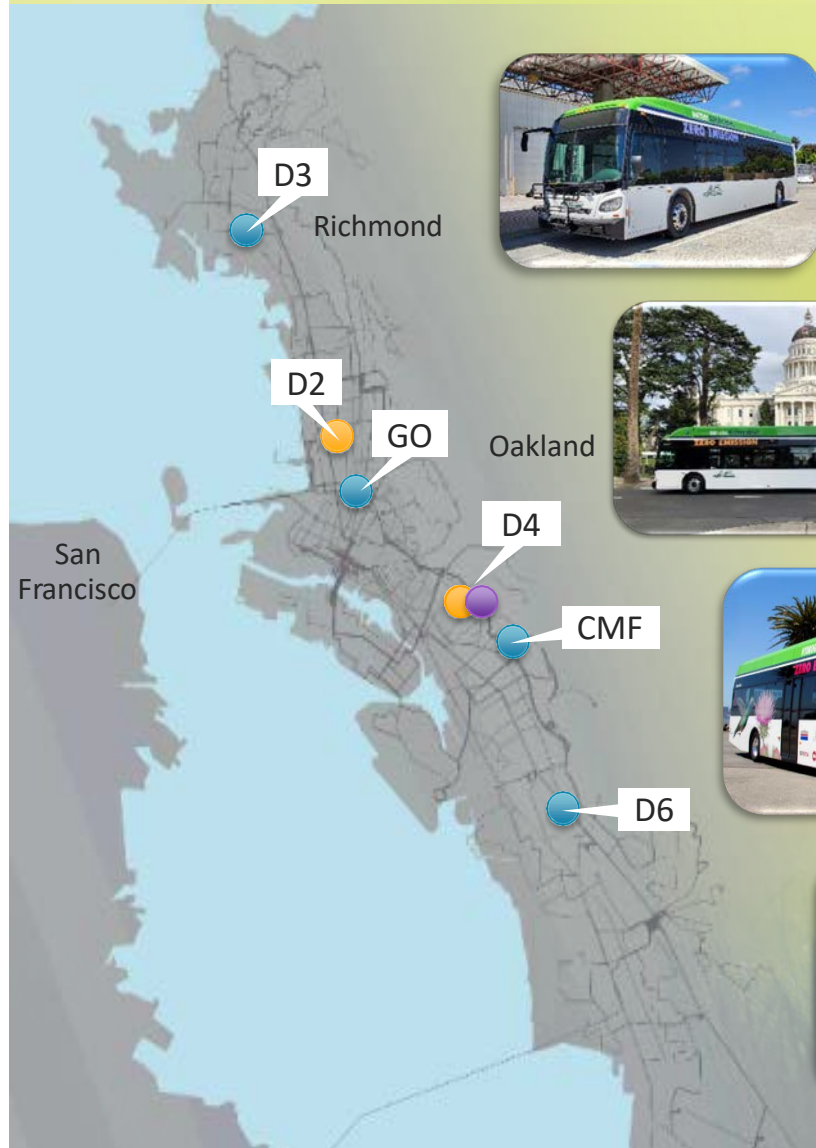 D3
Richmond
D2
GO
Oakland
D4
San
Francisco
CMF
D6
ZERO EMISSION
ZERO EMISSION